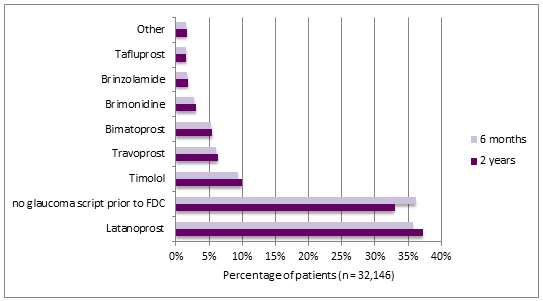 Other
Tafluprost
Brinzolamide
Brimonidine
Bimatoprost
Travoprost
Timolol
no glaucoma script prior to FDC
Latanoprost
0% 5% 10% 15% 20% 25% 30% 35% 40%
Percentage of patients (n = 32,146)
6 months
2 years